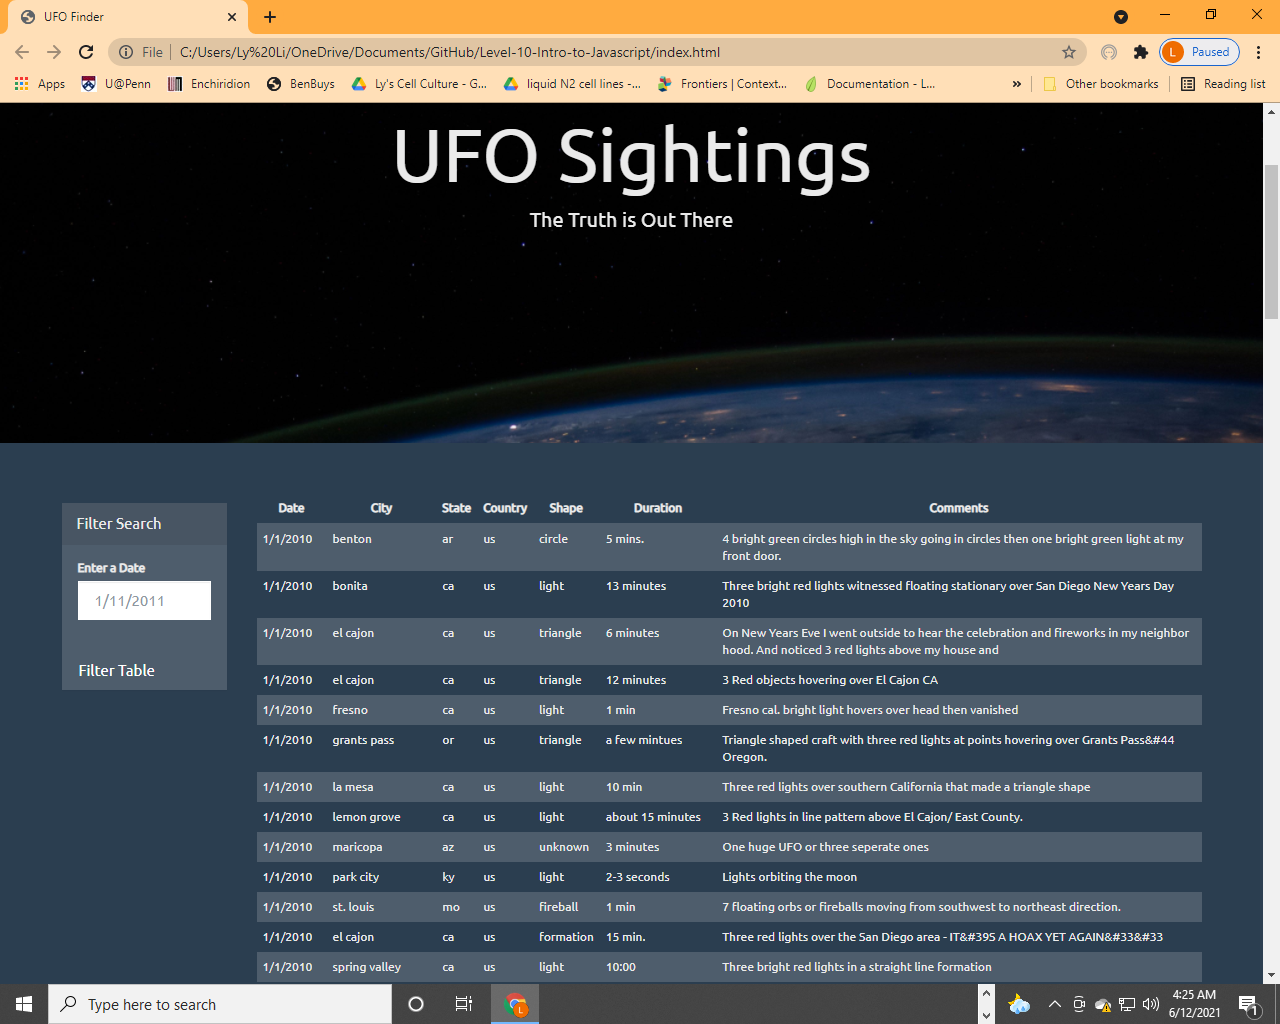 UFO Finder
File | C:/Users/Ly%20Li/OneDrive/Documents/GitHub/Level-10-Intro-to-Javascript/index.html
L Paused
Apps U@Penn Enchiridion BenBuys Ly's Cell Culture - G... liquid N2 cell lines -... Frontiers | Context... Documentation - L... » Other bookmarks Reading list
UFO Sightings
The Truth is Out There
Filter Search
Enter a Date
1/11/2011
Filter Table
Date City State Country Shape Duration Comments
1/1/2010 benton ar us circle 5 mins. 4 bright green circles high in the sky going in circles then one bright green light at my
front door.
1/1/2010 bonita ca us light 13 minutes Three bright red lights witnessed floating stationary over San Diego New Years Day
2010
1/1/2010 el cajon ca us triangle 6 minutes On New Years Eve I went outside to hear the celebration and fireworks in my neighbor
hood. And noticed 3 red lights above my house and
1/1/2010 el cajon ca us triangle 12 minutes 3 Red objects hovering over El Cajon CA
1/1/2010 fresno ca us light 1 min Fresno cal. bright light hovers over head then vanished
1/1/2010 grants pass or us triangle a few mintues Triangle shaped craft with three red lights at points hovering over Grants Pass&#44
Oregon.
1/1/2010 la mesa ca us light 10 min Three red lights over southern California that made a triangle shape
1/1/2010 lemon grove ca us light about 15 minutes 3 Red lights in line pattern above El Cajon/ East County.
1/1/2010 maricopa az us unknown 3 minutes One huge UFO or three seperate ones
1/1/2010 park city ky us light 2-3 seconds Lights orbiting the moon
1/1/2010 st. louis mo us fireball 1 min 7 floating orbs or fireballs moving from southwest to northeast direction.
1/1/2010 el cajon ca us formation 15 min. Three red lights over the San Diego area - IT&#39S A HOAX YET AGAIN&#33&#33
1/1/2010 spring valley ca us light 10:00 Three bright red lights in a straight line formation
Type here to search
L
4:25 AM
6/12/2021
1